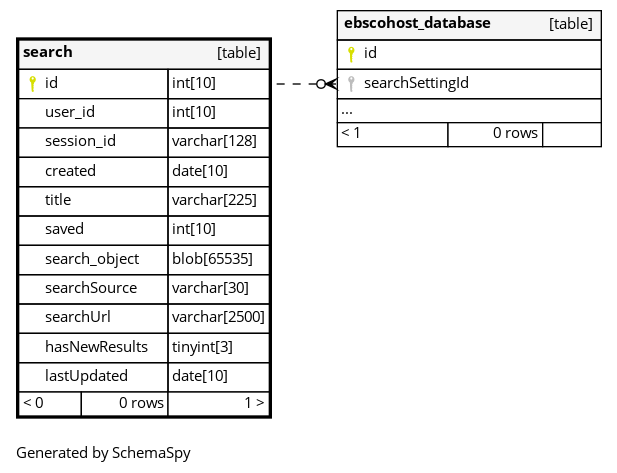 search [table]
id int[10]
user_id int[10]
session_id varchar[128]
created date[10]
title varchar[225]
saved int[10]
search_object blob[65535]
searchSource varchar[30]
searchUrl varchar[2500]
hasNewResults tinyint[3]
lastUpdated date[10]
< 0 0 rows 1 >
ebscohost_database [table]
id
searchSettingId
...
< 1 0 rows
Generated by SchemaSpy